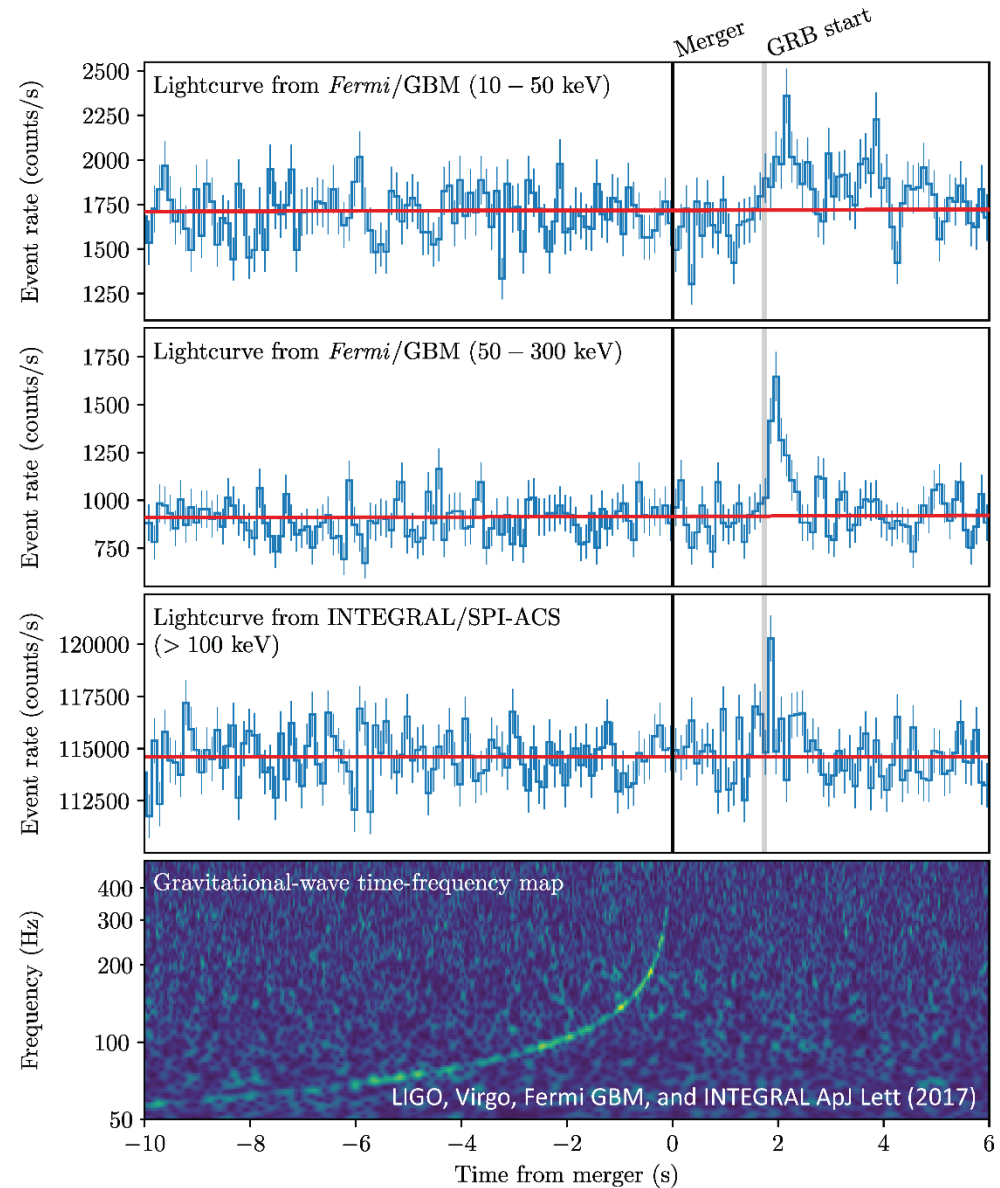 Merger
GRB start
Lightcurve from Fermi/GBM (10 − 50 keV)
Event rate (counts/s)
2500
2250
2000
1750
1500
1250
Lightcurve from Fermi/GBM (50 − 300 keV)
Event rate (counts/s)
1750
1500
1250
1000
750
Lightcurve from INTEGRAL/SPI-ACS
(> 100 keV)
Event rate (counts/s)
120000
117500
115000
112500
Gravitational-wave time-frequency map
Frequency (Hz)
400
300
200
100
50
LIGO, Virgo, Fermi GBM, and INTEGRAL ApJ Lett (2017)
−10 −8 −6 −4 −2 0 2 4 6
Time from merger (s)